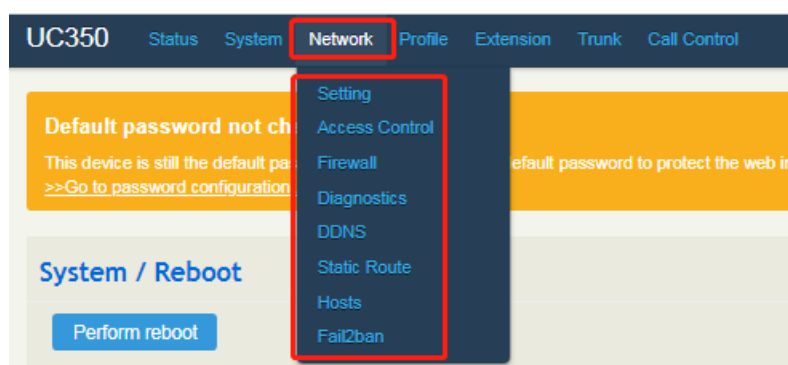 UC350 Status System Network Profile Extension Trunk Call Control
Setting
Access Control
Firewall
Diagnostics
DDNS
Static Route
Hosts
Fail2ban
Default password not
This device is still the default efault password to protect the web
>>Go to password configuration
System / Reboot
Perform reboot